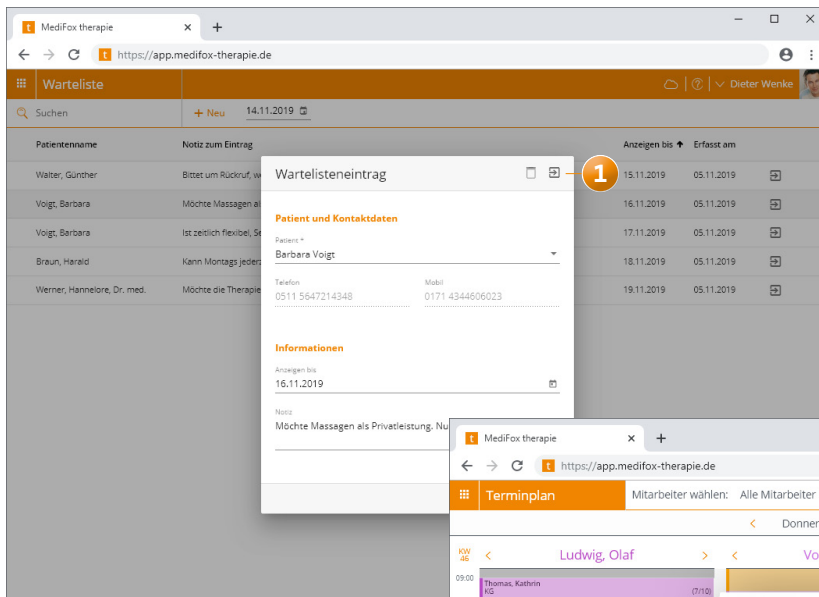 t MediFox therapie
t https://app.medifox-therapie.de
Warteliste
Dieter Wenke
Suchen
+ Neu 14.11.2019
Patientenname Notiz zum Eintrag Anzeigen bis Erfasst am
Walter, Günther Bittet um Rückruf, 15.11.2019 05.11.2019
Voigt, Barbara Möchte Massagen 16.11.2019 05.11.2019
Voigt, Barbara Ist zeitlich flexibel, 17.11.2019 05.11.2019
Braun, Harald Kann Montags 18.11.2019 05.11.2019
Werner, Hannelore, Dr. med. Möchte die Therapie 19.11.2019 05.11.2019
Wartelisteneintrag
1
Patient und Kontaktdaten
Patient *
Barbara Voigt
Telefon Mobil
0511 5647214348 0171 4344606023
Informationen
Anzeigen bis
16.11.2019
Notiz
Möchte Massagen als Privatleistung. Nu
t MediFox therapie
t https://app.medifox-therapie.de
Terminplan Mitarbeiter wählen: Alle Mitarbeiter
Donner
KW
46
Ludwig, Olaf Vo
09:00
Thomas, Kathrin
KG (7/10)